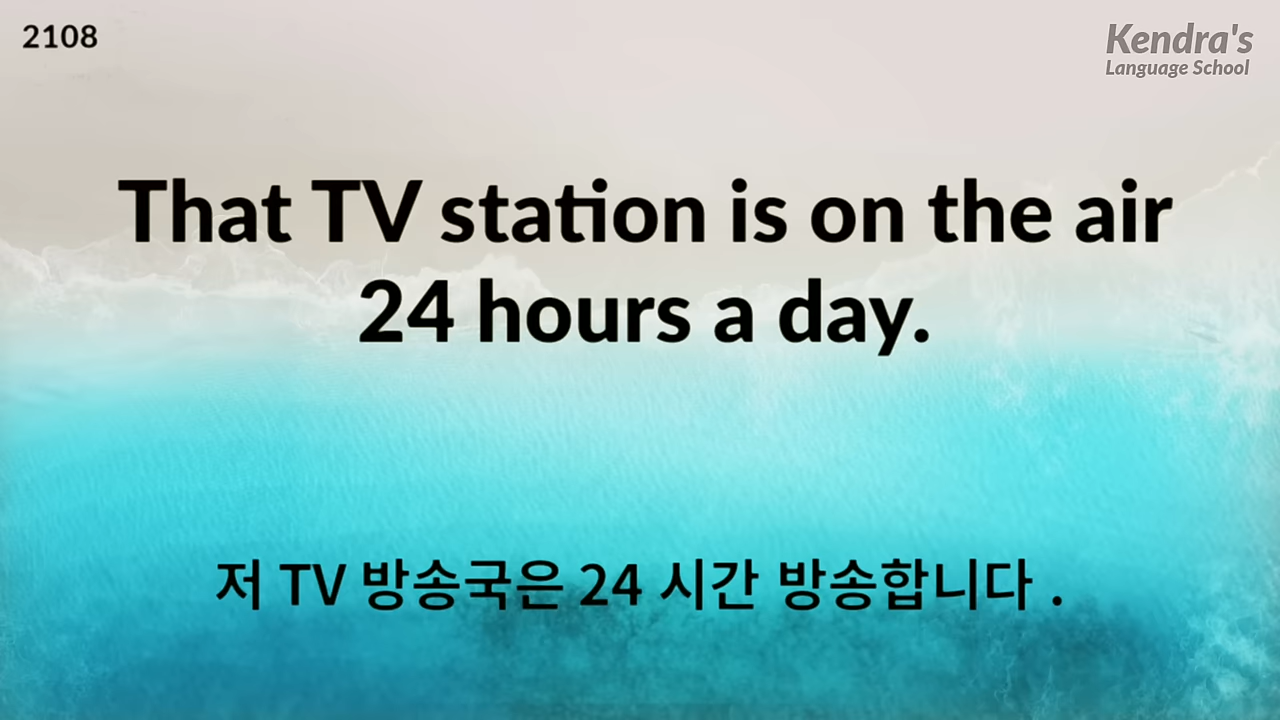 2108
Kendra's
Language School
That TV station is on the air
24 hours a day.
저 TV 방송국은 24 시간 방송합니다 .